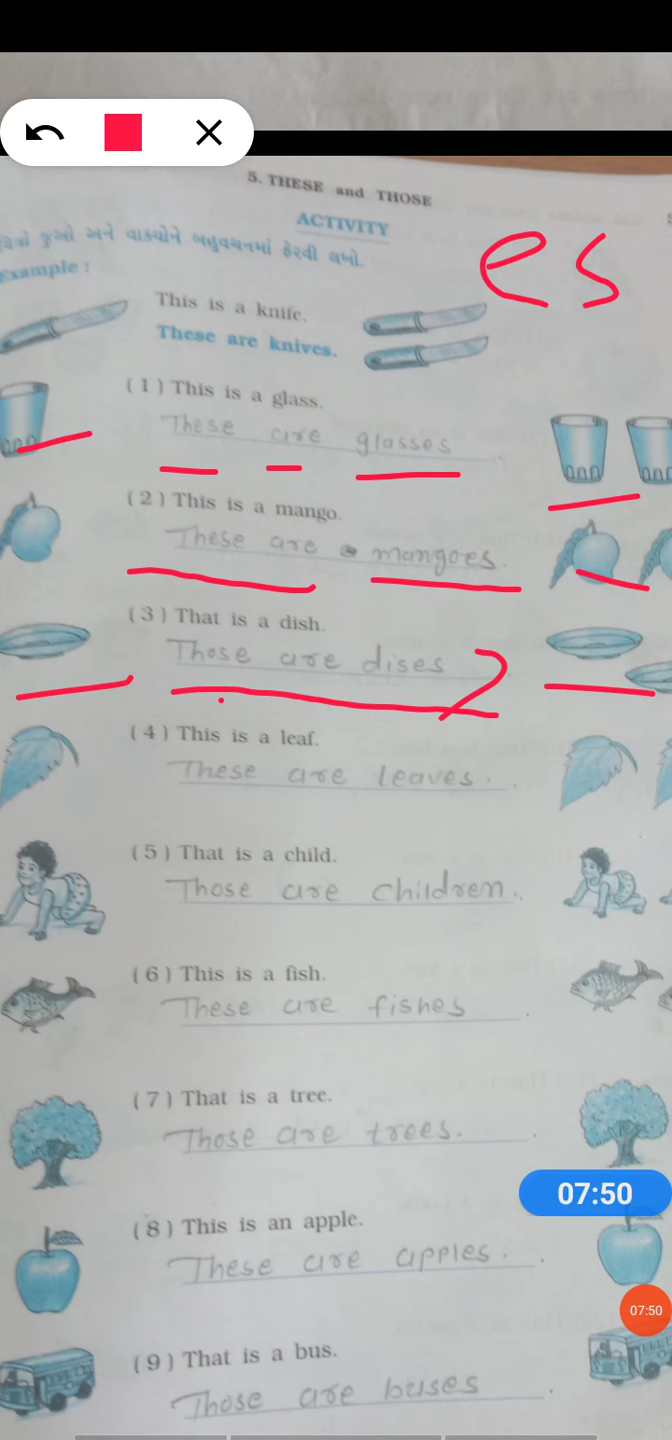 5. THESE and THOSE
ACTIVITY
જુઓ અને વાક્યોને બહુવચનમાં ફેરવી લખો.
Example :
es
This is a knife.
These are knives.
( 1 ) This is a glass.
These are glasses
( 2 ) This is a mango.
These are mangoes.
( 3 ) That is a dish.
Those are dises
( 4 ) This is a leaf.
These are leaves.
( 5 ) That is a child.
Those are children.
( 6 ) This is a fish.
These are fishes
( 7 ) That is a tree.
Those are trees.
07:50
( 8 ) This is an apple.
These are apples.
07:50
( 9 ) That is a bus.
Those are buses